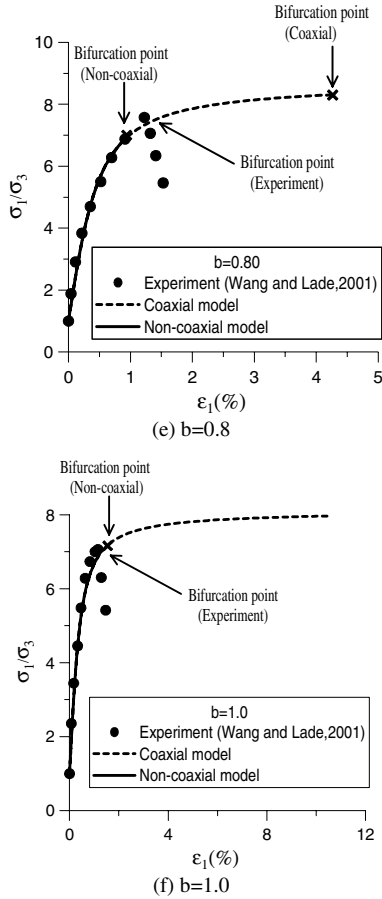 Bifurcation point
(Coaxial)
Bifurcation point
(Non-coaxial)
10
8
6
4
2
0
σ1/σ3
Bifurcation point
(Experiment)
b=0.80
Experiment (Wang and Lade,2001)
Coaxial model
Non-coaxial model
0 1 2 3 4 5
ε1(%)
(e) b=0.8
Bifurcation point
(Non-coaxial)
8
6
4
2
0
σ1/σ3
Bifurcation point
(Experiment)
b=1.0
Experiment (Wang and Lade,2001)
Coaxial model
Non-coaxial model
0 4 8 12
ε1(%)
(f) b=1.0